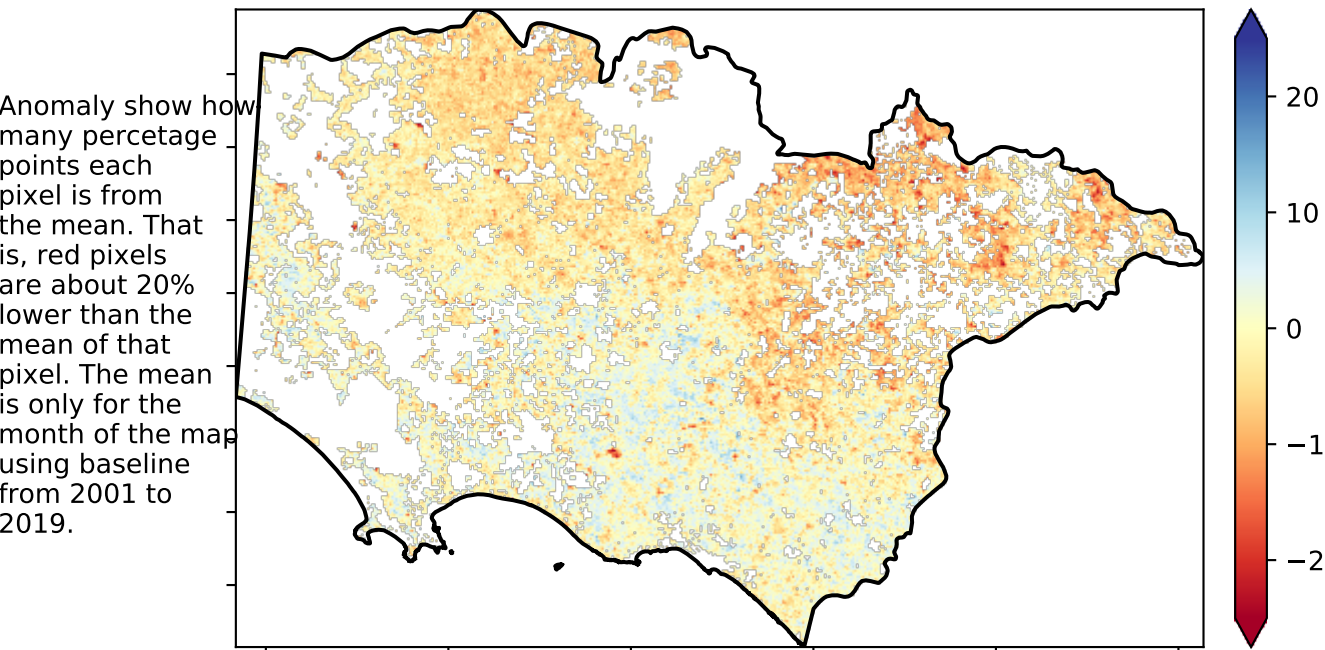 Anomaly show how
many percetage
points each
pixel is from
the mean. That
is, red pixels
are about 20%
lower than the
mean of that
pixel. The mean
is only for the
month of the map
using baseline
from 2001 to
2019.
20
10
0
−1
−2